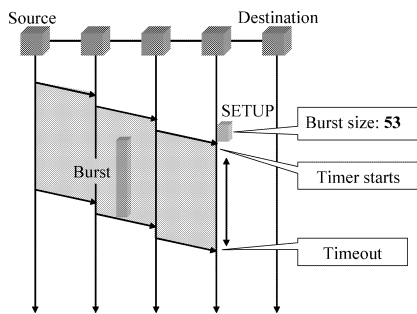 Source
Destination
SETUP
Burst size: 53
Burst
Timer starts
Timeout